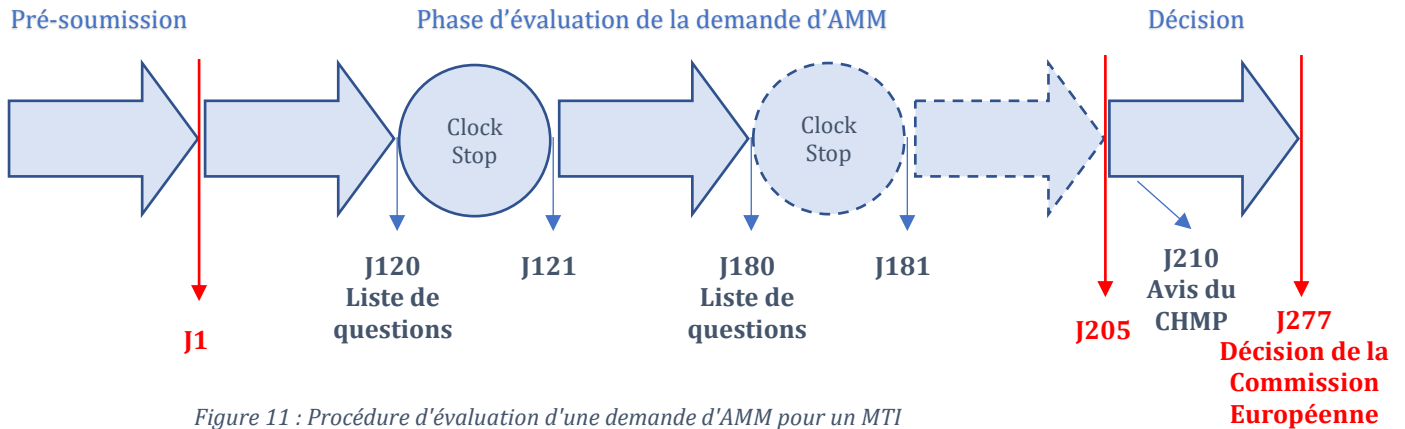 Pré-soumission
Phase d'évaluation de la demande d'AMM
Décision
Clock
Stop
Clock
Stop
J1
J120
Liste de
questions
J121
J180
Liste de
questions
J181
J205
J210
Avis du
CHMP
J277
Décision de la
Commission
Européenne
Figure 11 : Procédure d'évaluation d'une demande d'AMM pour un MTI